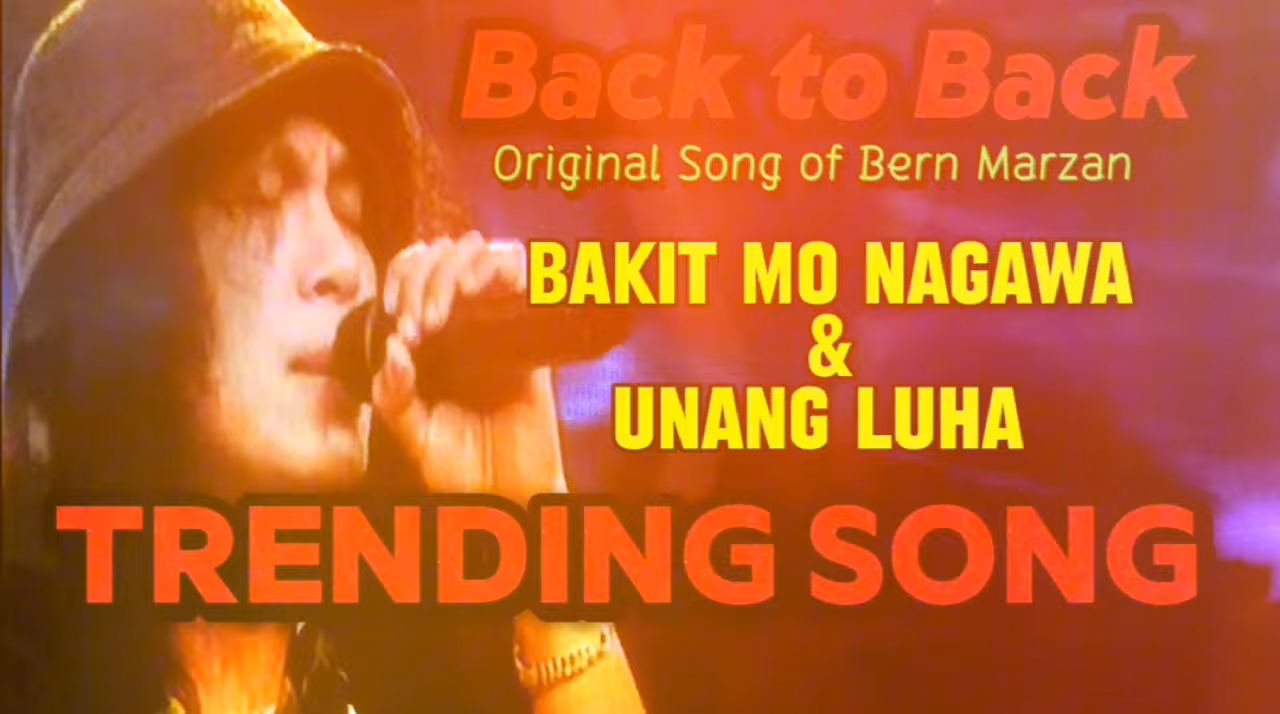 Back to Back
Original Song of Bern Marzan
BAKIT MO NAGAWA
&
UNANG LUHA
TRENDING SONG